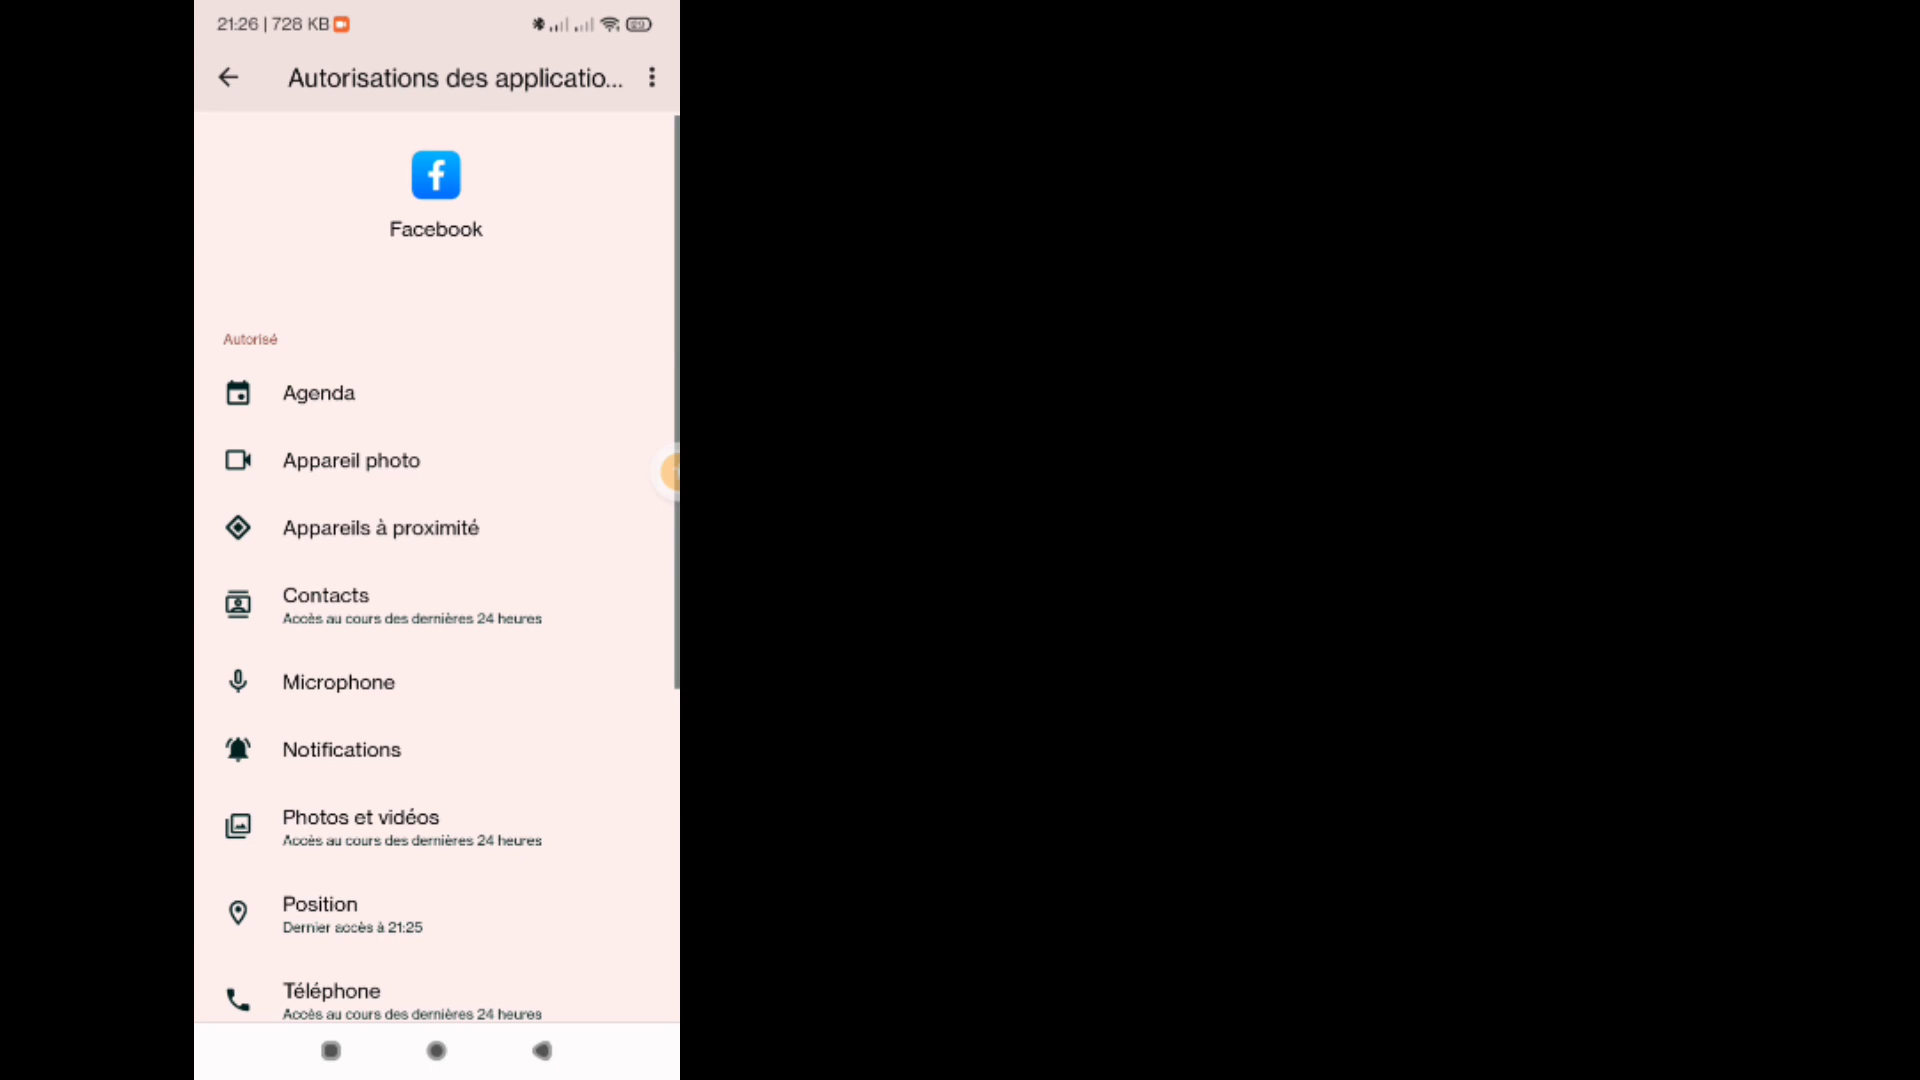 21:26 | 728 KB
Autorisations des applicatio...
Facebook
Autorisé
Agenda
Appareil photo
Appareils à proximité
Contacts
Accès au cours des dernières 24 heures
Microphone
Notifications
Photos et vidéos
Accès au cours des dernières 24 heures
Position
Dernier accès à 21:25
Téléphone
Accès au cours des dernières 24 heures